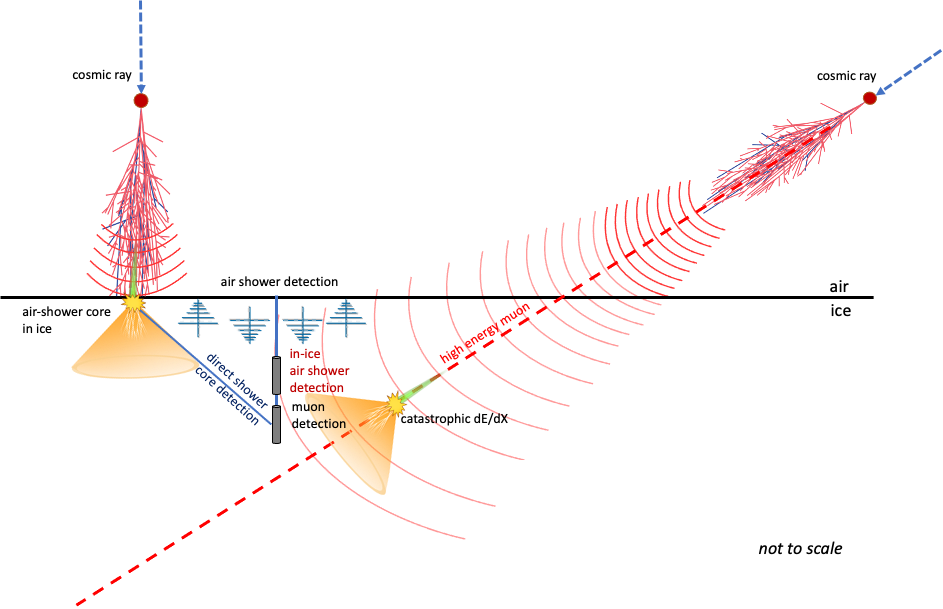 cosmic ray
cosmic ray
air shower detection
air
ice
air-shower core
in ice
high energy muon
direct shower
core detection
in-ice
air shower
detection
muon
detection
catastrophic dE/dX
not to scale